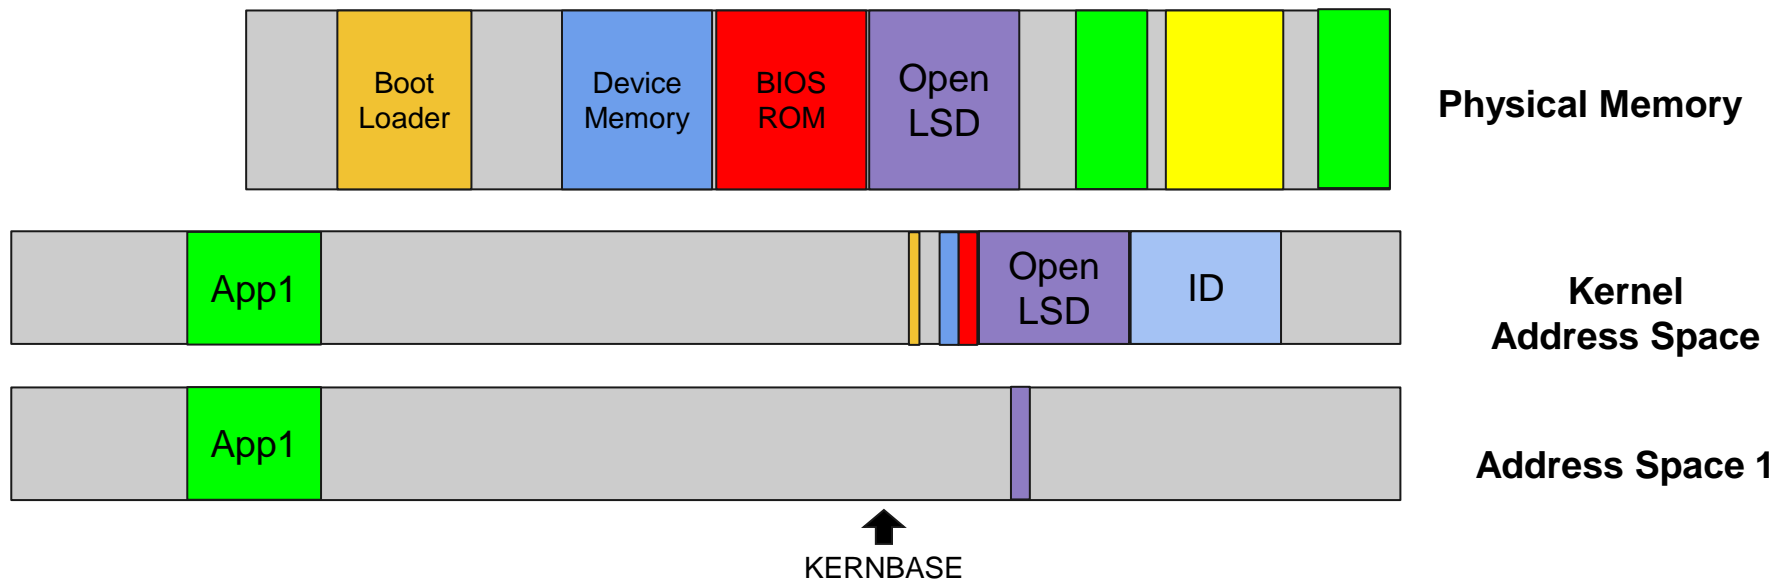 Boot
Loader
Device
Memory
BIOS
ROM
Open
LSD
Physical Memory
App1
Open
LSD
ID
Kernel
Address Space
App1
Address Space 1
KERNBASE